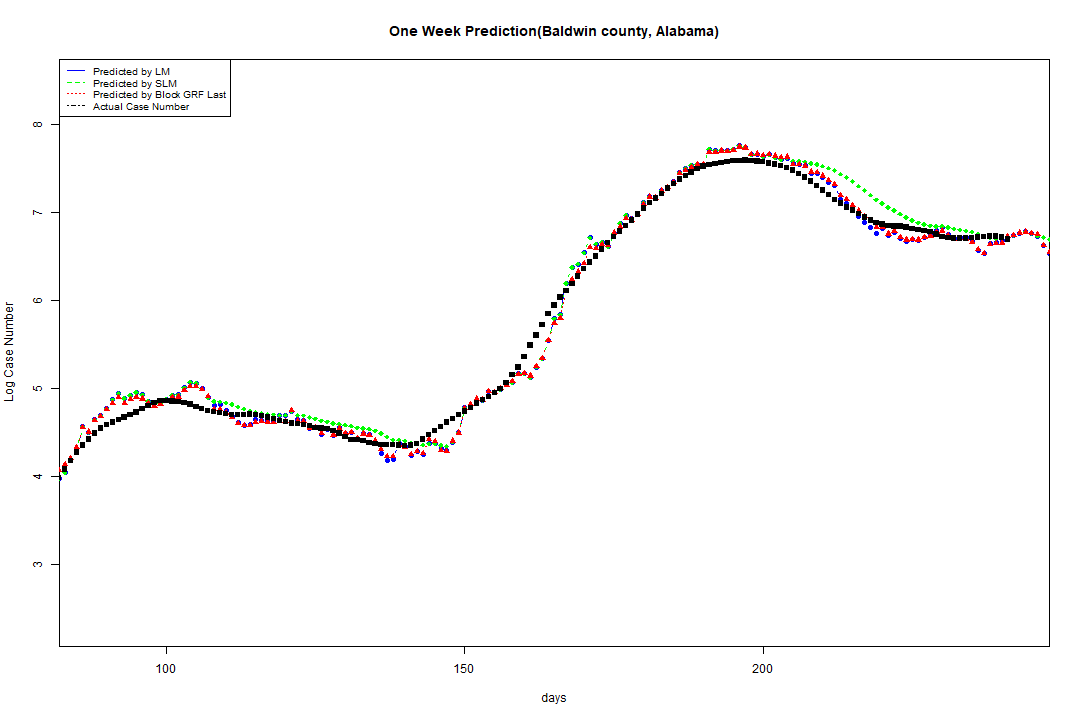 One Week Prediction(Baldwin county, Alabama)
Predicted by LM
Predicted by SLM
Predicted by Block GRF Last
Actual Case Number
Log Case Number
8
7
6
5
4
3
100 150 200
days